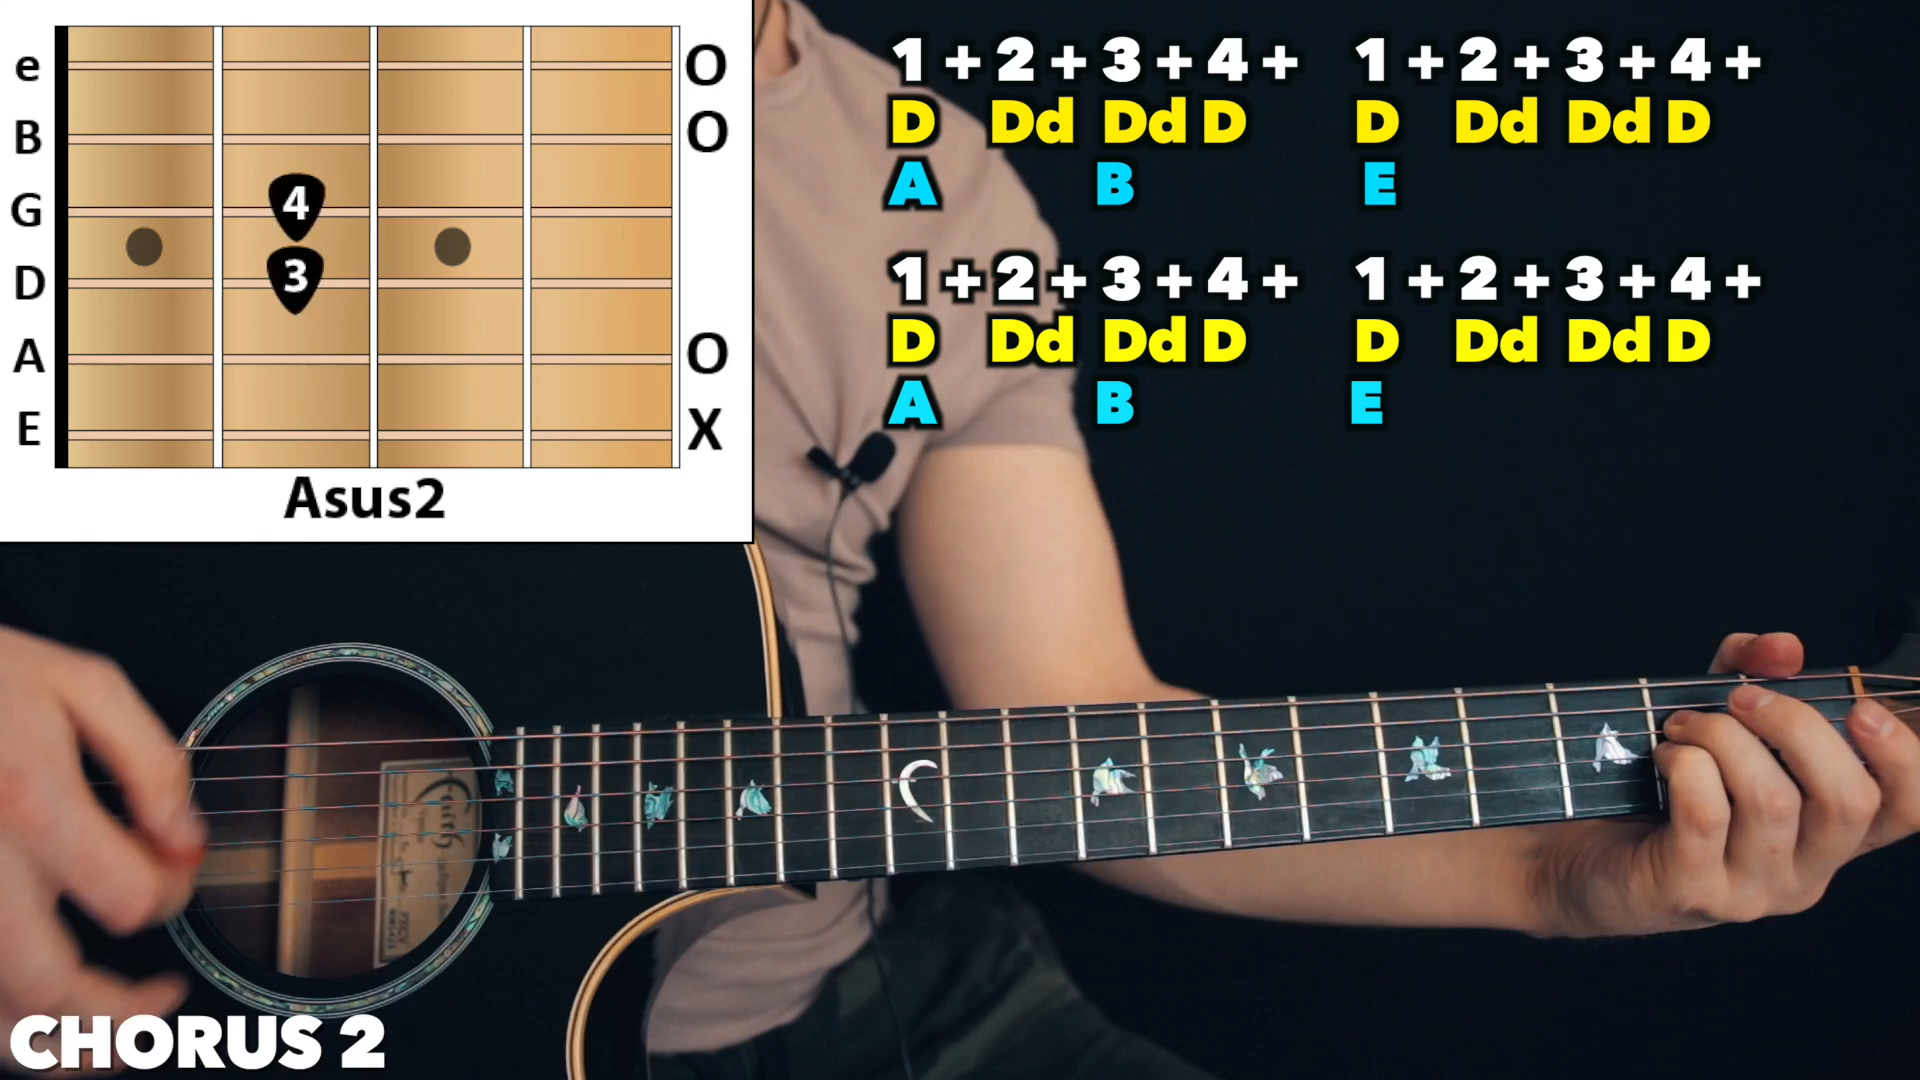 e O
B O
4
G
3
D
A O
E X
Asus2
1 + 2 + 3 + 4 + 1 + 2 + 3 + 4 +
D Dd Dd D D Dd Dd D
A B E
1 + 2 + 3 + 4 + 1 + 2 + 3 + 4 +
D Dd Dd D D Dd Dd D
A B E
CHORUS 2